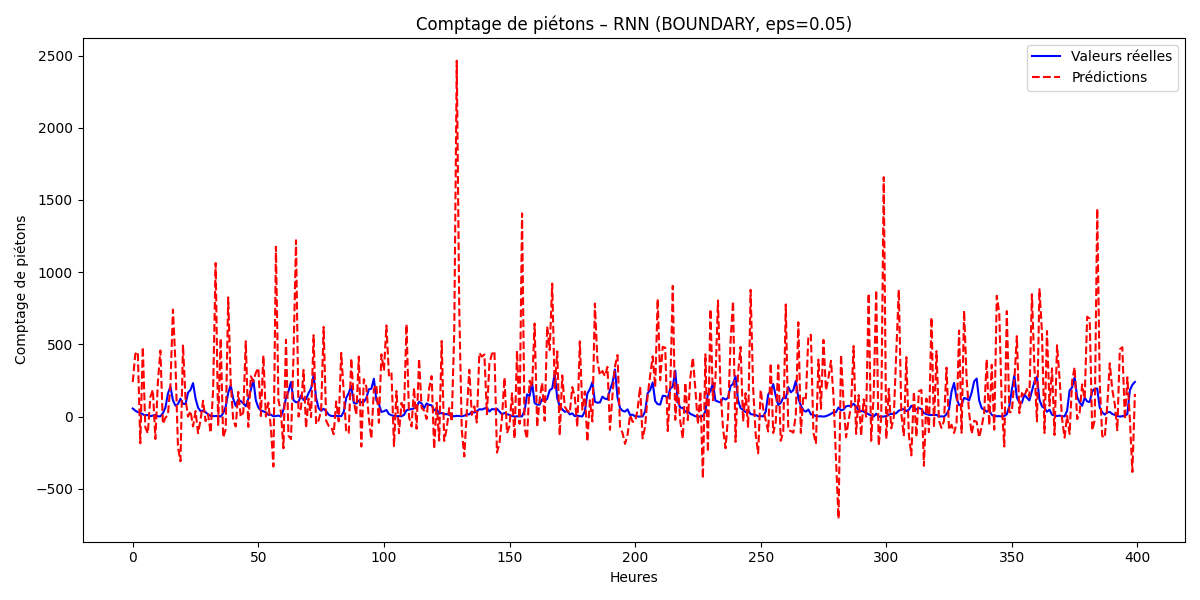 Comptage de piétons – RNN (BOUNDARY, eps=0.05)
Valeurs réelles
Prédictions
Comptage de piétons
2500
2000
1500
1000
500
0
−500
0 50 100 150 200 250 300 350 400
Heures